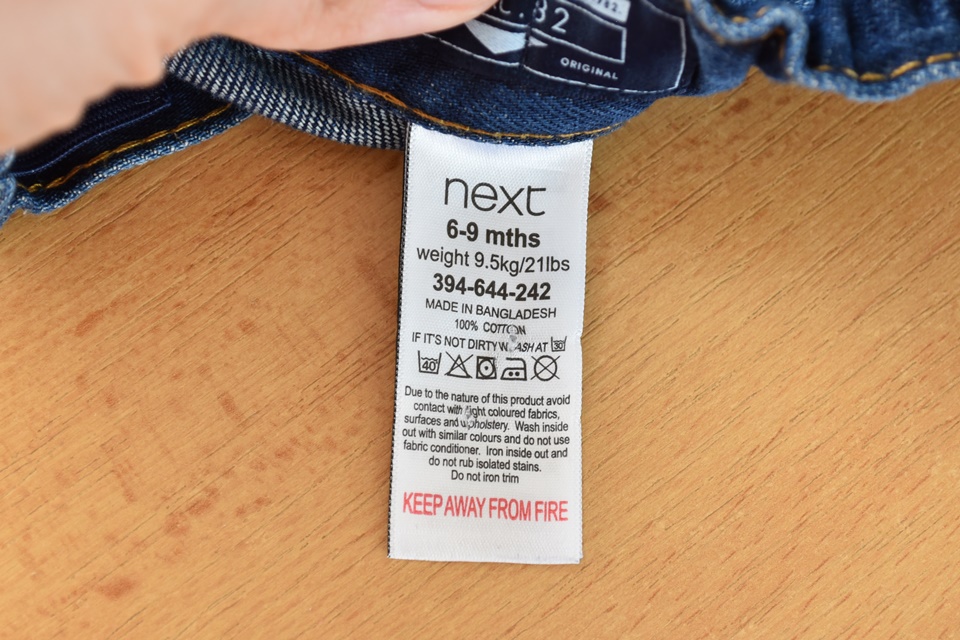 .82
782.
ORIGINAL
next
6-9 mths
weight 9.5kg/21lbs
394-644-242
MADE IN BANGLADESH
100% COTTON
IF IT'S NOT DIRTY WASH AT 30
40
Due to the nature of this product avoid
contact with light coloured fabrics,
surfaces and upholstery. Wash inside
out with similar colours and do not use
fabric conditioner. Iron inside out and
do not rub isolated stains.
Do not iron trim
KEEP AWAY FROM FIRE